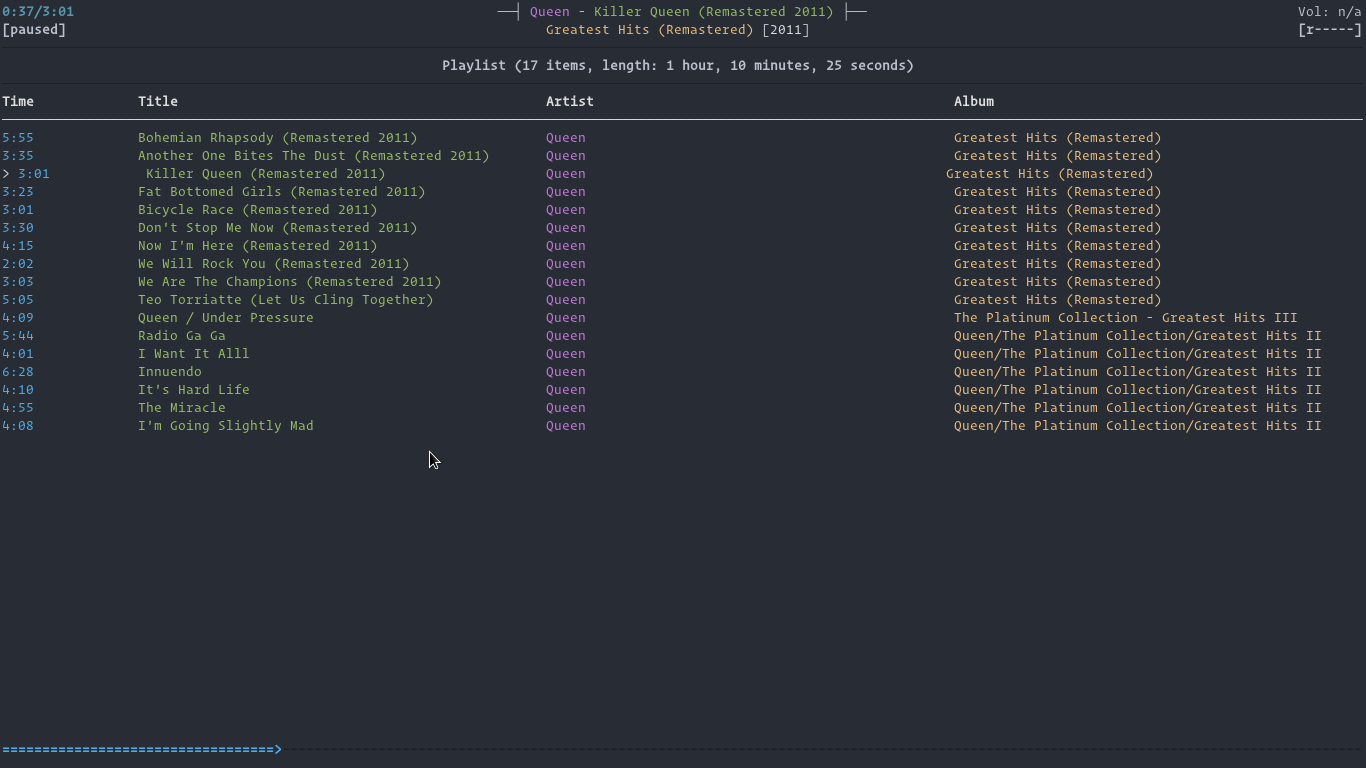 0:37/3:01 ──┤ Queen - Killer Queen (Remastered 2011) ├── Vol: n/a
[paused] Greatest Hits (Remastered) [2011] [r-----]
Playlist (17 items, length: 1 hour, 10 minutes, 25 seconds)
Time Title Artist Album
5:55 Bohemian Rhapsody (Remastered 2011) Queen Greatest Hits (Remastered)
3:35 Another One Bites The Dust (Remastered 2011) Queen Greatest Hits (Remastered)
> 3:01 Killer Queen (Remastered 2011) Queen Greatest Hits (Remastered)
3:23 Fat Bottomed Girls (Remastered 2011) Queen Greatest Hits (Remastered)
3:01 Bicycle Race (Remastered 2011) Queen Greatest Hits (Remastered)
3:30 Don't Stop Me Now (Remastered 2011) Queen Greatest Hits (Remastered)
4:15 Now I'm Here (Remastered 2011) Queen Greatest Hits (Remastered)
2:02 We Will Rock You (Remastered 2011) Queen Greatest Hits (Remastered)
3:03 We Are The Champions (Remastered 2011) Queen Greatest Hits (Remastered)
5:05 Teo Torriatte (Let Us Cling Together) Queen Greatest Hits (Remastered)
4:09 Queen / Under Pressure Queen The Platinum Collection - Greatest Hits III
5:44 Radio Ga Ga Queen Queen/The Platinum Collection/Greatest Hits II
4:01 I Want It Alll Queen Queen/The Platinum Collection/Greatest Hits II
6:28 Innuendo Queen Queen/The Platinum Collection/Greatest Hits II
4:10 It's Hard Life Queen Queen/The Platinum Collection/Greatest Hits II
4:55 The Miracle Queen Queen/The Platinum Collection/Greatest Hits II
4:08 I'm Going Slightly Mad Queen Queen/The Platinum Collection/Greatest Hits II